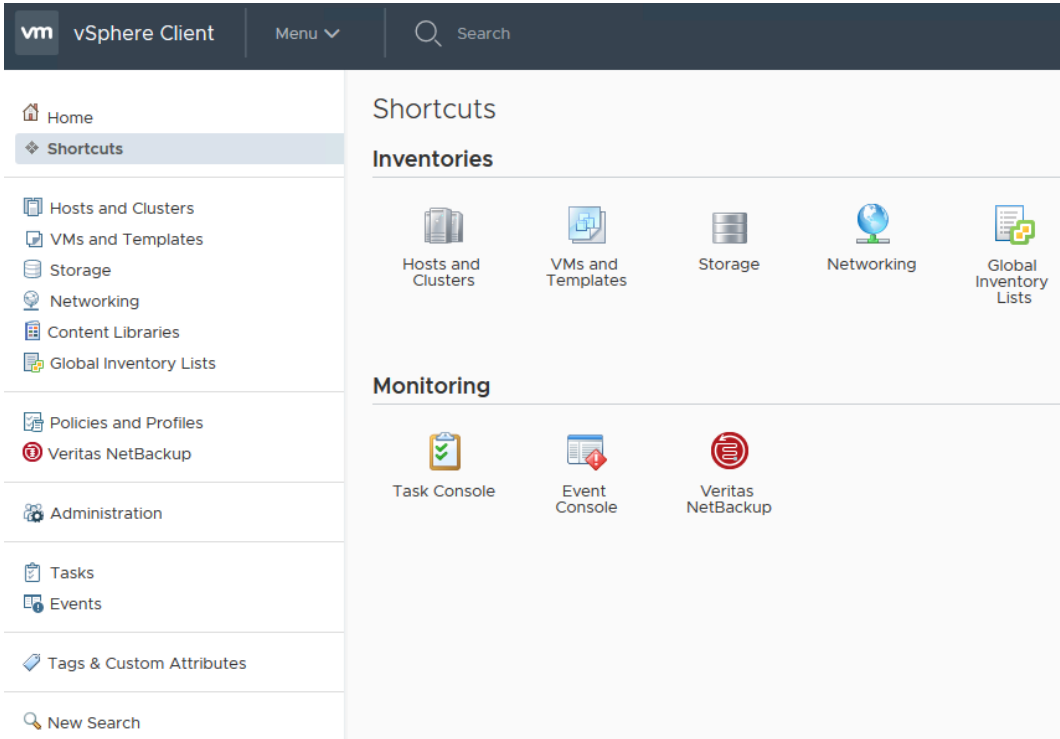 vm vSphere Client Menu Search
Home
Shortcuts
Hosts and Clusters
VMs and Templates
Storage
Networking
Content Libraries
Global Inventory Lists
Policies and Profiles
Veritas NetBackup
Administration
Tasks
Events
Tags & Custom Attributes
New Search
Shortcuts
Inventories
Hosts and
Clusters
VMs and
Templates
Storage
Networking
Global
Inventory
Lists
Monitoring
Task Console
Event
Console
Veritas
NetBackup